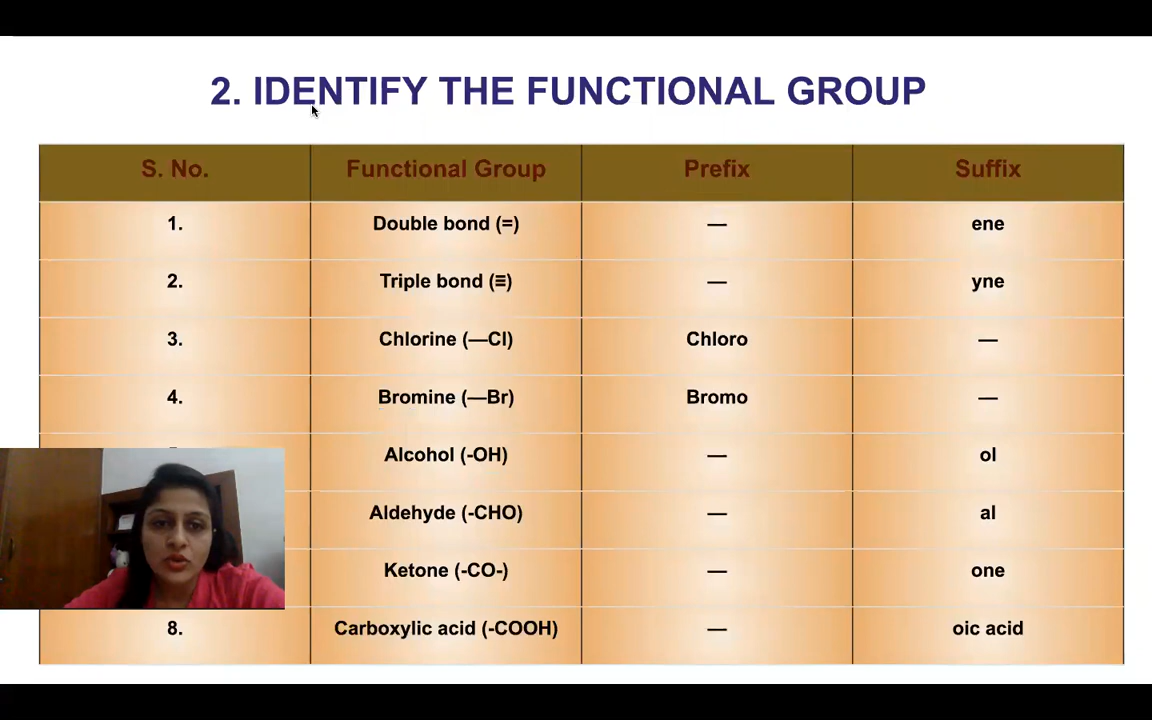 2. IDENTIFY THE FUNCTIONAL GROUP
S. No. Functional Group Prefix Suffix
1. Double bond (=) — ene
2. Triple bond (≡) — yne
3. Chlorine (—Cl) Chloro —
4. Bromine (—Br) Bromo —
Alcohol (-OH) — ol
Aldehyde (-CHO) — al
Ketone (-CO-) — one
8. Carboxylic acid (-COOH) — oic acid